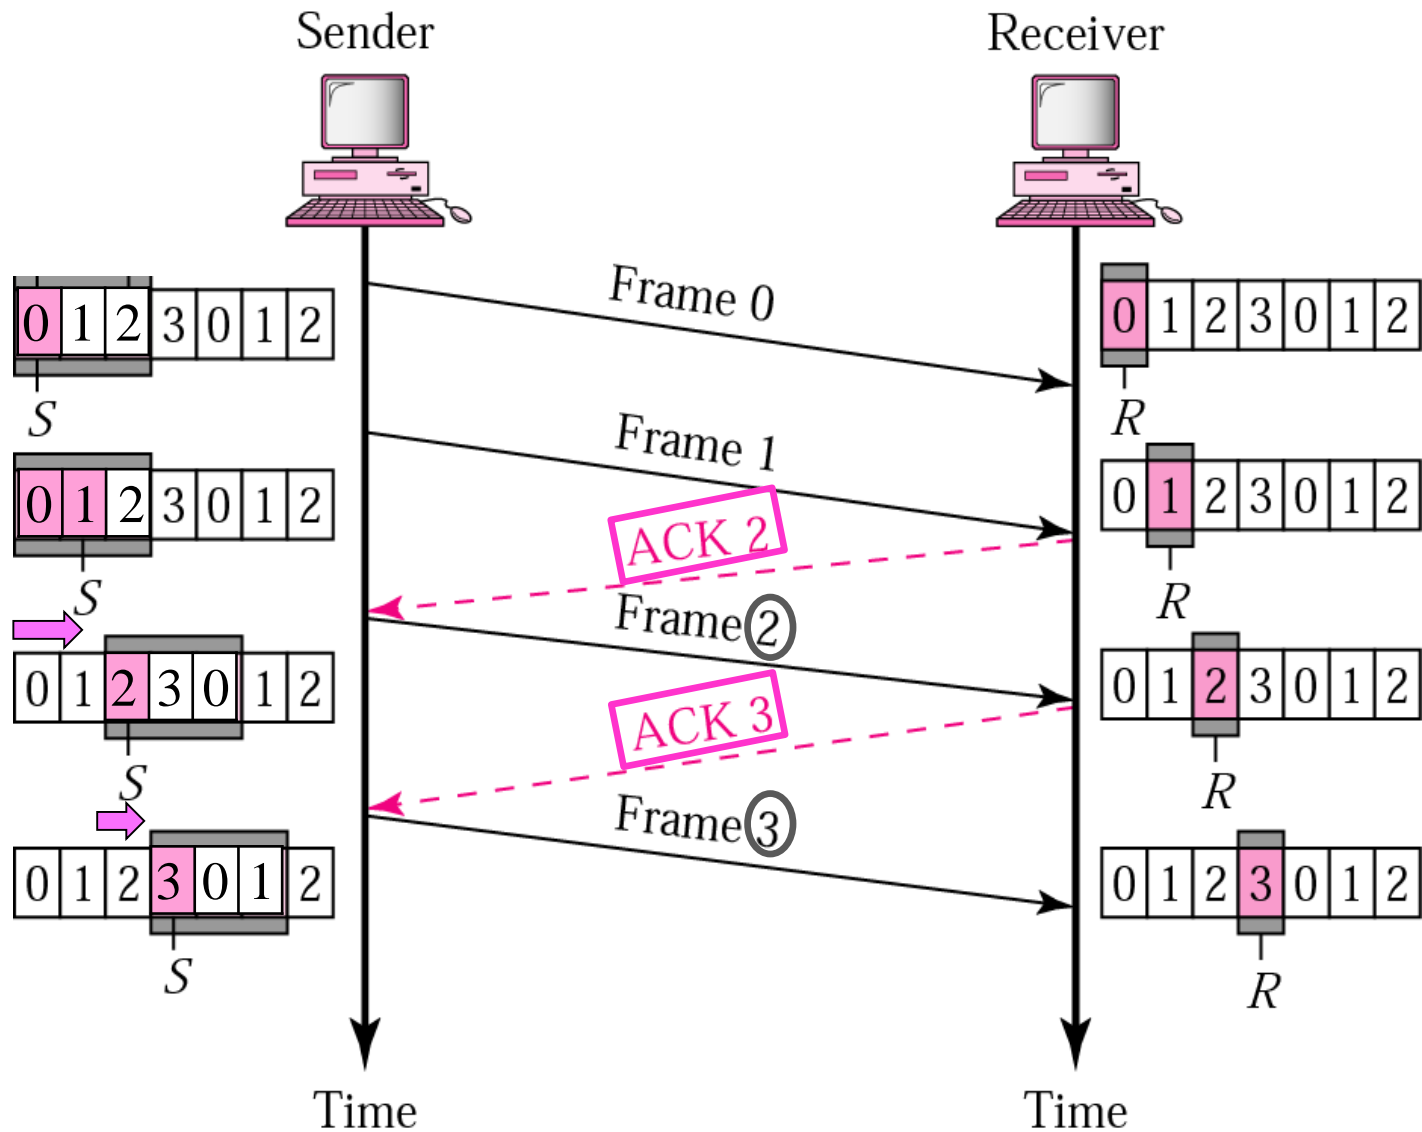 Sender Receiver
Frame 0
0 1 2 3 0 1 2
0 1 2 3 0 1 2
S
R
Frame 1
0 1 2 3 0 1 2
0 1 2 3 0 1 2
ACK 2
S
R
Frame 2
0 1 2 3 0 1 2
0 1 2 3 0 1 2
ACK 3
S
R
Frame 3
0 1 2 3 0 1 2
0 1 2 3 0 1 2
S
R
Time Time